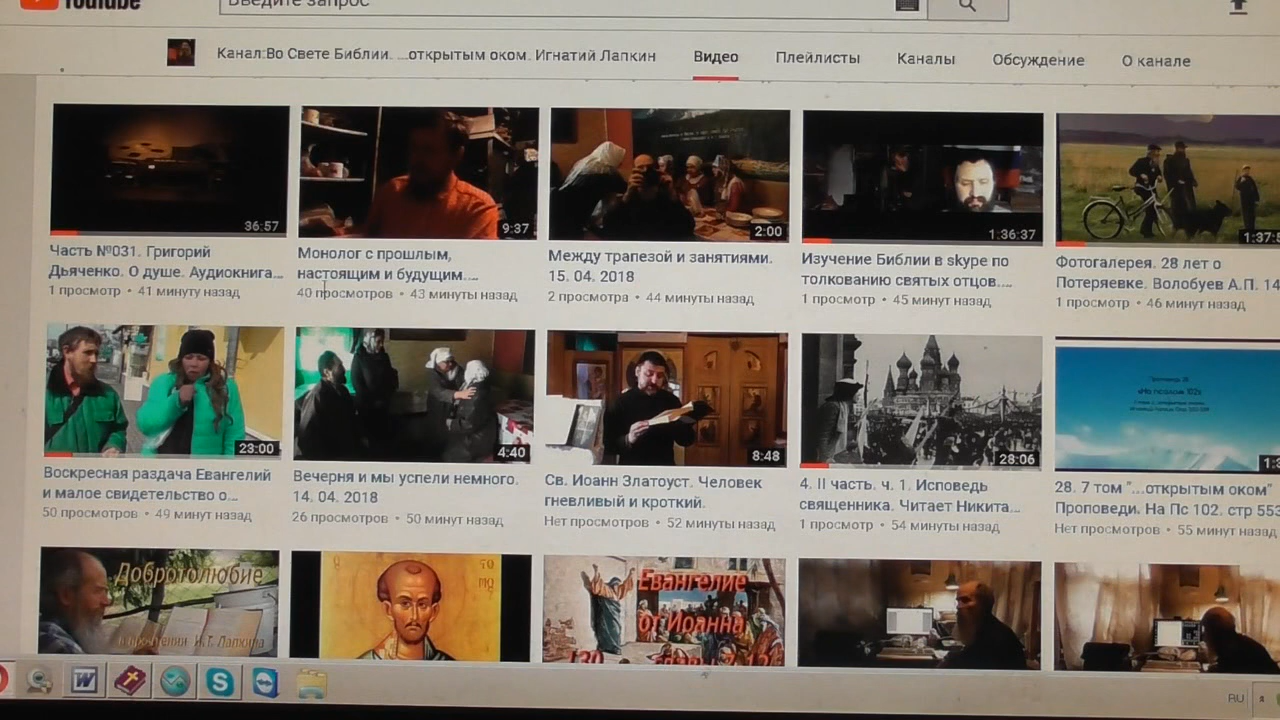 YouTube
Введите запрос
Канал:Во Свете Библии. ...открытым оком. Игнатий Лапкин
Видео
Плейлисты
Каналы
Обсуждение
О канале
36:57
9:37
2:00
1:36:37
Часть №031. Григорий
Дьяченко. О душе. Аудиокнига...
1 просмотр • 41 минуту назад
Монолог с прошлым,
настоящим и будущим....
40 просмотров • 43 минуты назад
Между трапезой и занятиями.
15. 04. 2018
2 просмотра • 44 минуты назад
Изучение Библии в skype по
толкованию святых отцов....
1 просмотр • 45 минут назад
Фотогалерея. 28 лет о
Потеряевке. Волобуев А.П. 14
1 просмотр • 46 минут назад
23:00
4:40
8:48
28:06
«На псалом 102»
Воскресная раздача Евангелий
и малое свидетельство о...
50 просмотров • 49 минут назад
Вечерня и мы успели немного.
14. 04. 2018
26 просмотров • 50 минут назад
Св. Иоанн Златоуст. Человек
гневливый и кроткий.
Нет просмотров • 52 минуты назад
4. II часть. ч. 1. Исповедь
священника. Читает Никита...
1 просмотр • 54 минуты назад
28. 7 том "...открытым оком"
Проповеди. На Пс 102. стр 553
Нет просмотров • 55 минут назад
Добротолюбие
И. Г. Лапкина
Евангелие
от Иоанна
RU